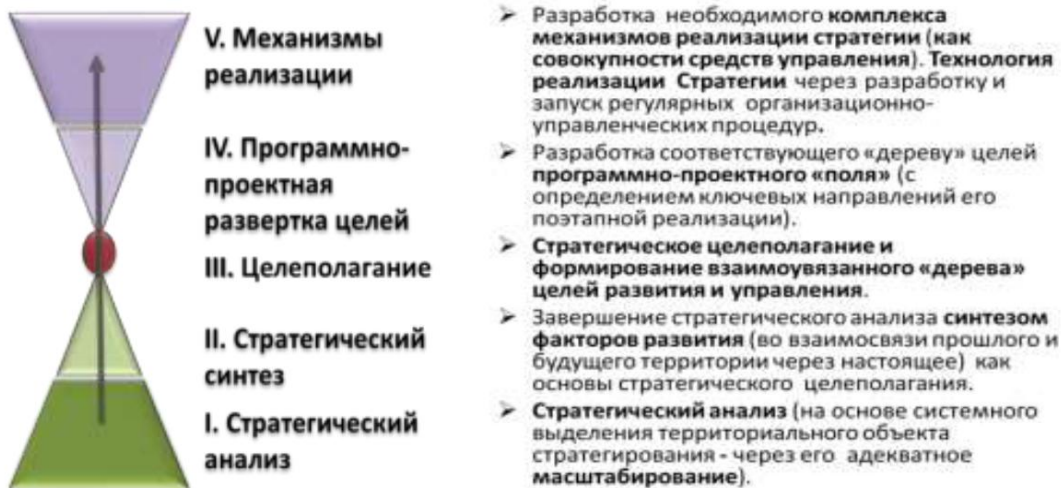 V. Механизмы
реализации
➢ Разработка необходимого комплекса
механизмов реализации стратегии (как
совокупности средств управления). Технология
реализации Стратегии через разработку и
запуск регулярных организационно-
управленческих процедур.
IV. Программно-
проектная
развертка целей
➢ Разработка соответствующего «дереву» целей
программно-проектного «поля» (с
определением ключевых направлений его
поэтапной реализации).
III. Целеполагание
➢ Стратегическое целеполагание и
формирование взаимоувязанного «дерева»
целей развития и управления.
II. Стратегический
синтез
➢ Завершение стратегического анализа синтезом
факторов развития (во взаимосвязи прошлого и
будущего территории через настоящее) как
основы стратегического целеполагания.
I. Стратегический
анализ
➢ Стратегический анализ (на основе системного
выделения территориального объекта
стратегирования - через его адекватное
масштабирование).